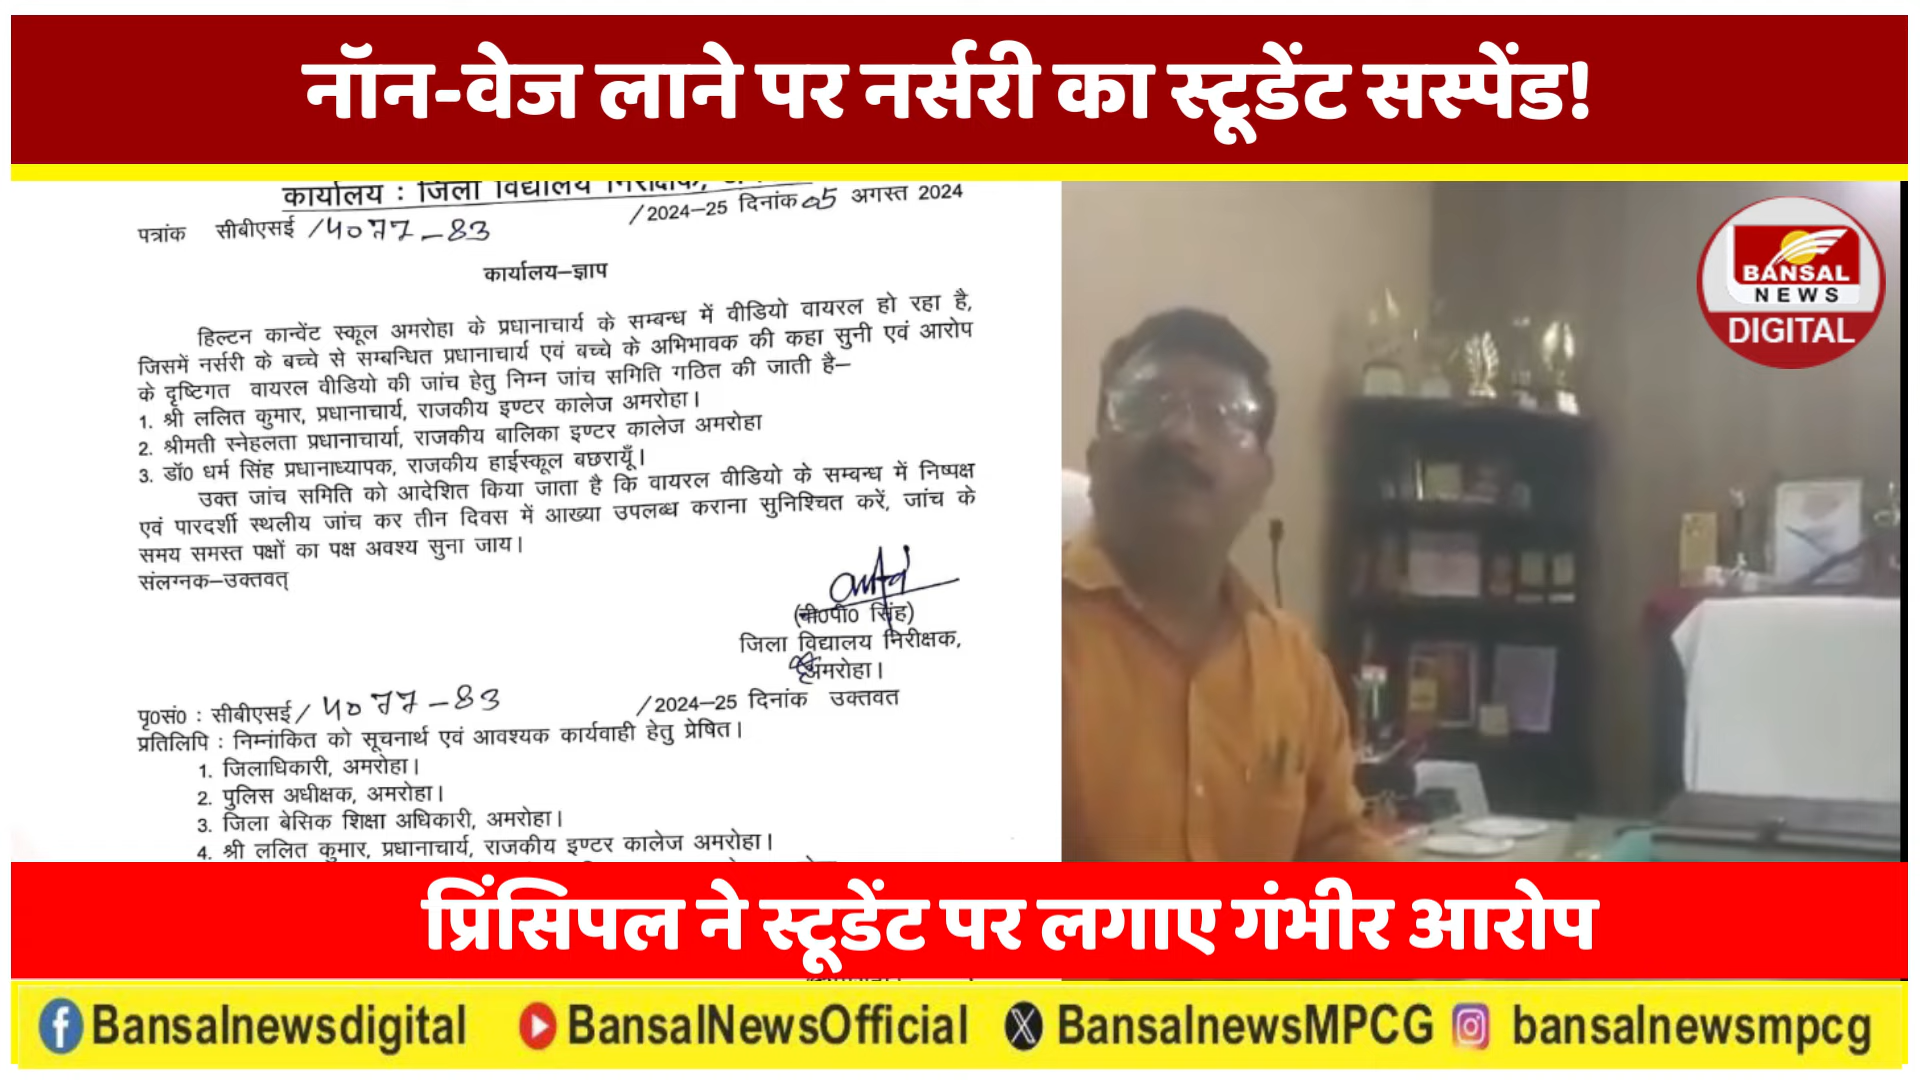 नॉन-वेज लाने पर नर्सरी का स्टूडेंट सस्पेंड!
कार्यालय : जिला विद्यालय निरीक्षक,
पत्रांक सीबीएसई /4077-83 /2024–25 दिनांक 05 अगस्त 2024
कार्यालय–ज्ञाप
हिल्टन कान्वेंट स्कूल अमरोहा के प्रधानाचार्य के सम्बन्ध में वीडियो वायरल हो रहा है,
जिसमें नर्सरी के बच्चे से सम्बन्धित प्रधानाचार्य एवं बच्चे के अभिभावक की कहा सुनी एवं आरोप
के दृष्टिगत वायरल वीडियो की जांच हेतु निम्न जांच समिति गठित की जाती है–
1. श्री ललित कुमार, प्रधानाचार्य, राजकीय इण्टर कालेज अमरोहा।
2. श्रीमती स्नेहलता प्रधानाचार्या, राजकीय बालिका इण्टर कालेज अमरोहा
3. डॉ0 धर्म सिंह प्रधानाध्यापक, राजकीय हाईस्कूल बछरायूँ।
उक्त जांच समिति को आदेशित किया जाता है कि वायरल वीडियो के सम्बन्ध में निष्पक्ष
एवं पारदर्शी स्थलीय जांच कर तीन दिवस में आख्या उपलब्ध कराना सुनिश्चित करें, जांच के
समय समस्त पक्षों का पक्ष अवश्य सुना जाय।
संलग्नक–उक्तवत्
(बी0पी0 सिंह)
जिला विद्यालय निरीक्षक,
अमरोहा।
पृ0सं0 : सीबीएसई/ 4077-83 /2024–25 दिनांक उक्तवत
प्रतिलिपि : निम्नांकित को सूचनार्थ एवं आवश्यक कार्यवाही हेतु प्रेषित।
1. जिलाधिकारी, अमरोहा।
2. पुलिस अधीक्षक, अमरोहा।
3. जिला बेसिक शिक्षा अधिकारी, अमरोहा।
4. श्री ललित कुमार, प्रधानाचार्य, राजकीय इण्टर कालेज अमरोहा।
BANSAL
NEWS
DIGITAL
प्रिंसिपल ने स्टूडेंट पर लगाए गंभीर आरोप
Bansalnewsdigital BansalNewsOfficial BansalnewsMPCG bansalnewsmpcg